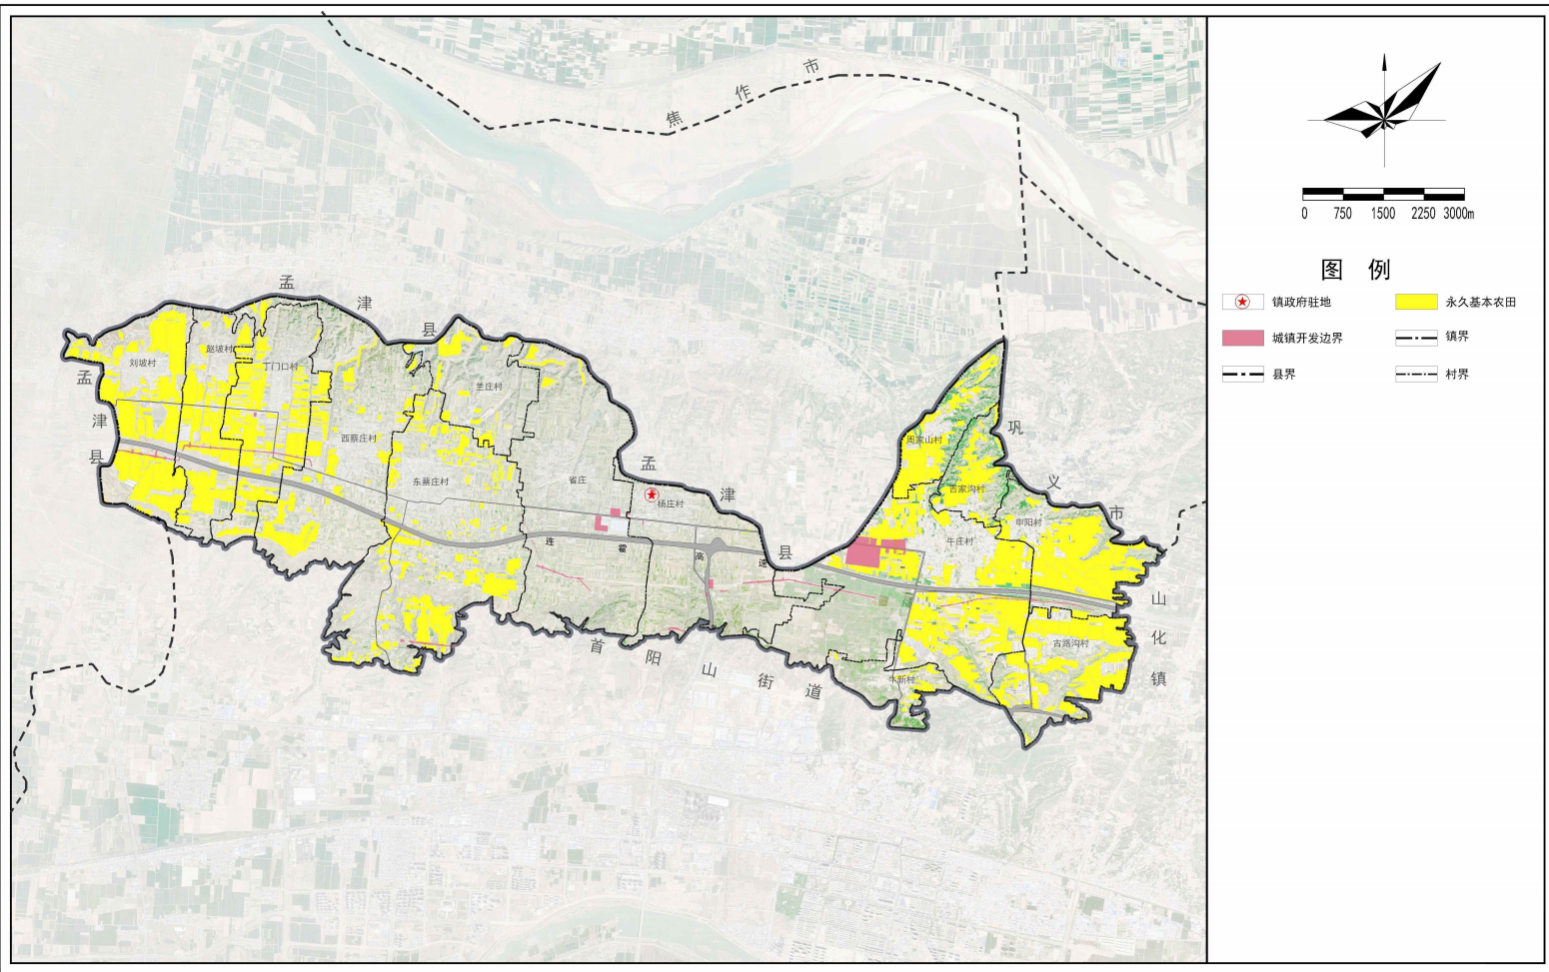 焦作市
0 750 1500 2250 3000m
图例
镇政府驻地
永久基本农田
城镇开发边界
镇界
县界
村界
孟津县
孟津县
孟津县
巩义市
山化镇
首阳山街道
刘坡村
赵坡村
丁门口村
西蔡庄村
兰庄村
东蔡庄村
省庄
杨庄村
连霍高速
周家山村
吉家沟村
申阳村
牛庄村
古路沟村
牛新村